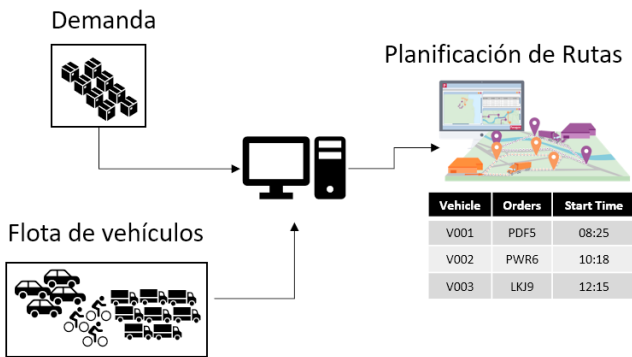 Demanda
Planificación de Rutas
Vehicle Orders Start Time
V001 PDF5 08:25
V002 PWR6 10:18
V003 LKJ9 12:15
Flota de vehículos